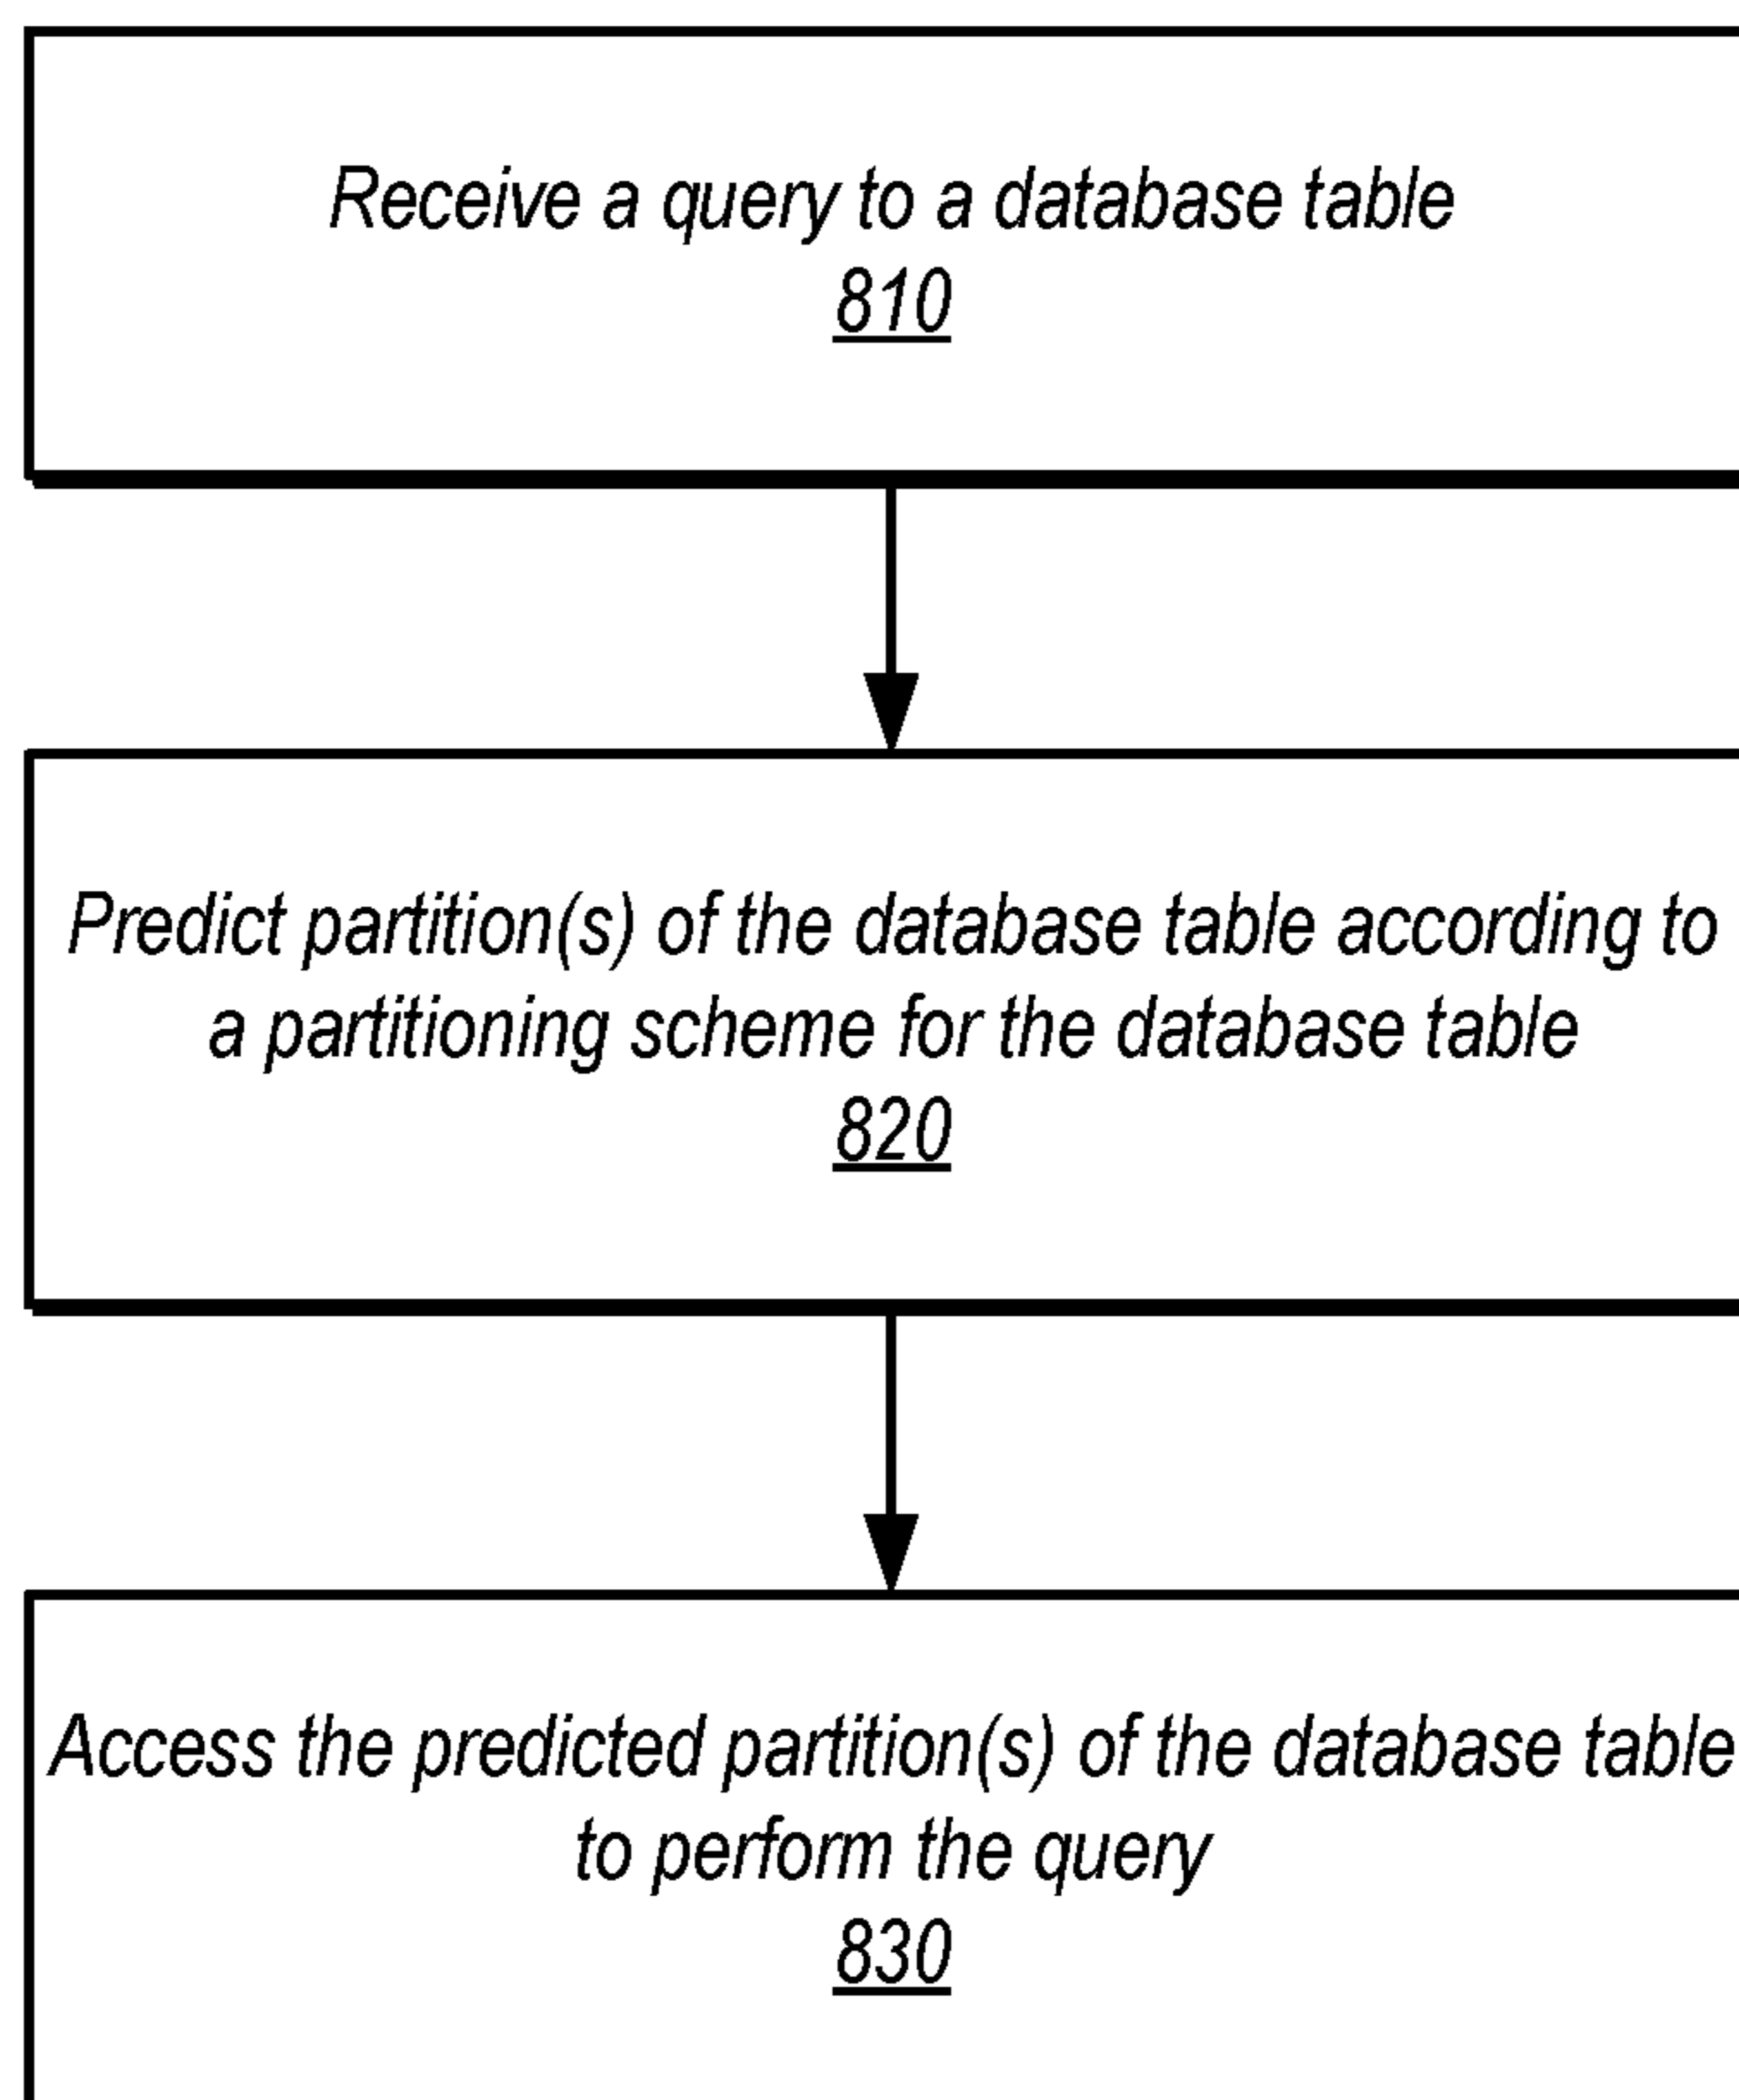 Receive a query to a database table
810
Predict partition(s) of the database table according to
a partitioning scheme for the database table
820
Access the predicted partition(s) of the database table
to perform the query
830